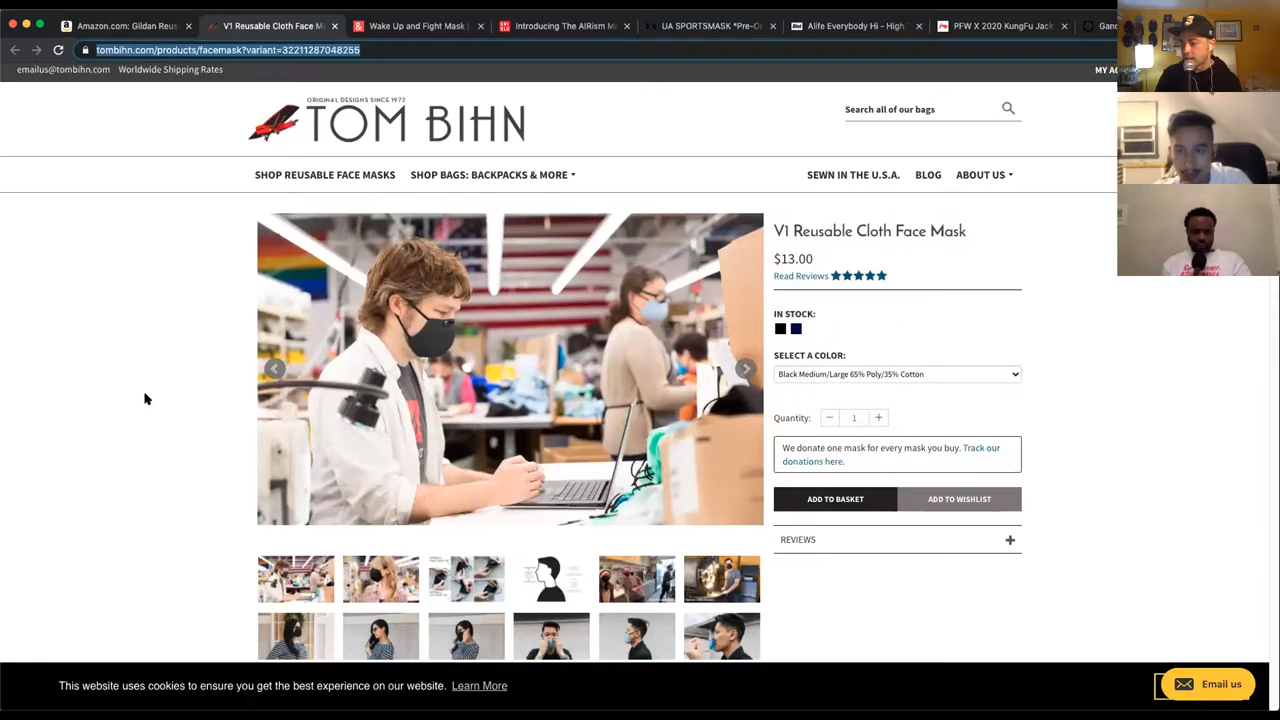 Amazon.com: Gildan Reus
V1 Reusable Cloth Face M
Wake Up and Fight Mask
Introducing The AIRism M
UA SPORTSMASK *Pre-O
Alife Everybody Hi - High
PFW X 2020 KungFu Jack
tombihn.com/products/facemask?variant=32211287048255
emailus@tombihn.com Worldwide Shipping Rates
MY A
ORIGINAL DESIGNS SINCE 1972
TOM BIHN
Search all of our bags
SHOP REUSABLE FACE MASKS SHOP BAGS: BACKPACKS & MORE SEWN IN THE U.S.A. BLOG ABOUT US
V1 Reusable Cloth Face Mask
$13.00
Read Reviews
IN STOCK:
SELECT A COLOR:
Black Medium/Large 65% Poly/35% Cotton
Quantity: − 1 +
We donate one mask for every mask you buy. Track our
donations here.
ADD TO BASKET ADD TO WISHLIST
REVIEWS +
This website uses cookies to ensure you get the best experience on our website. Learn More
Email us